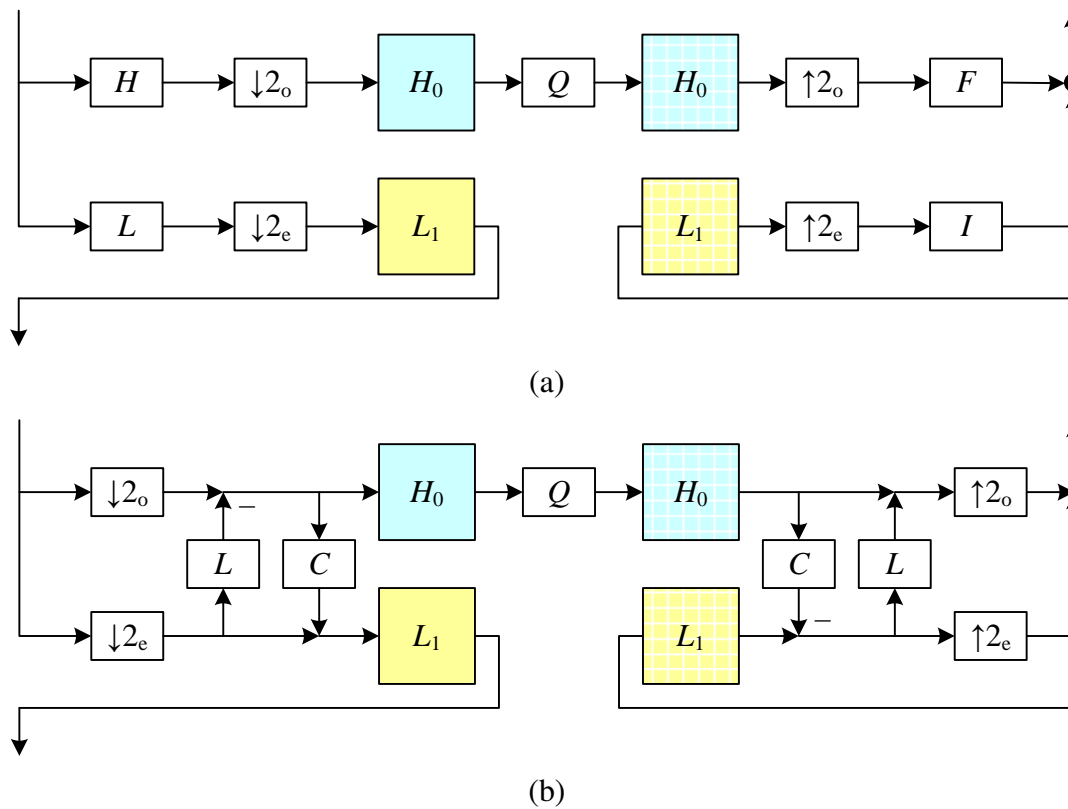 H ↓2ₒ H₀ Q H₀ ↑2ₒ F
L ↓2ₑ L₁ L₁ ↑2ₑ I
(a)
↓2ₒ H₀ Q H₀ ↑2ₒ
–
L C C L
↓2ₑ L₁ L₁ – ↑2ₑ
(b)